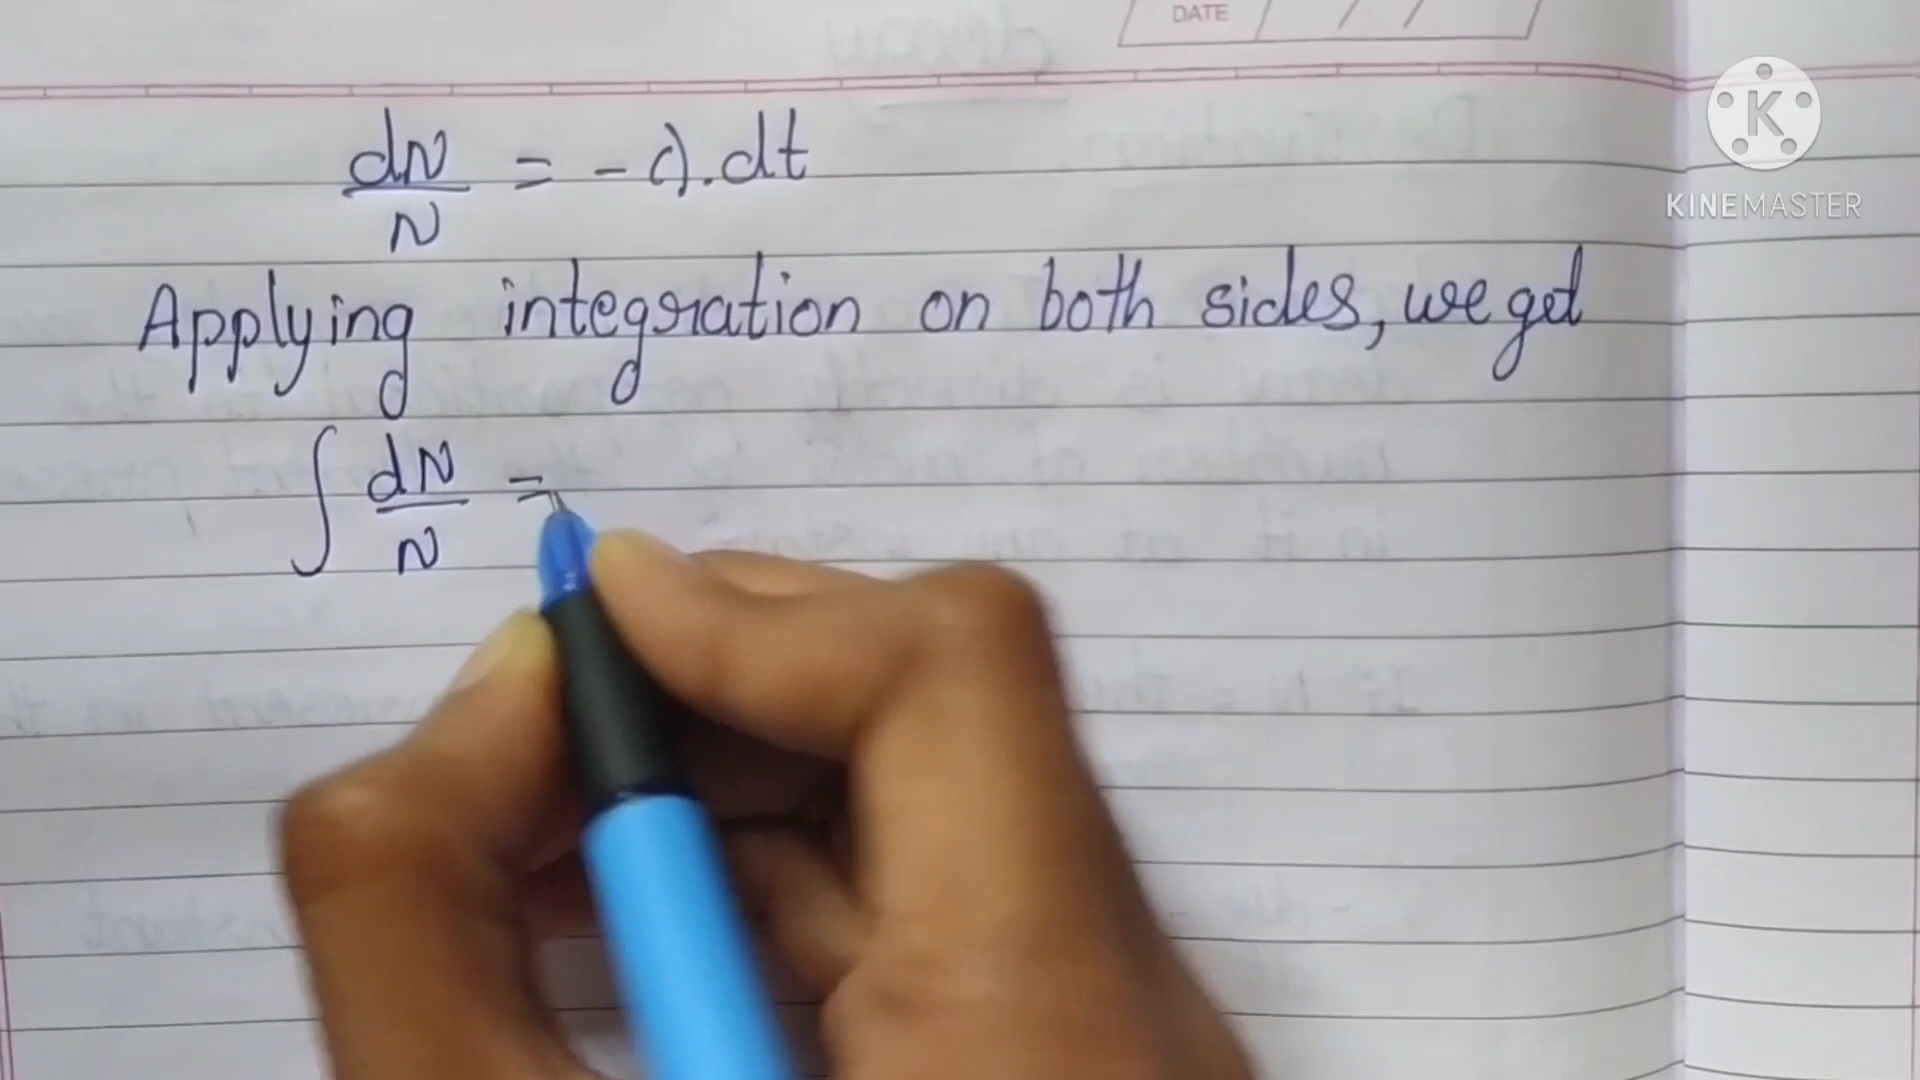 DATE / /
K
KINEMASTER
dN/N = -λ.dt
Applying integration on both sides, we get
∫ dN/N =